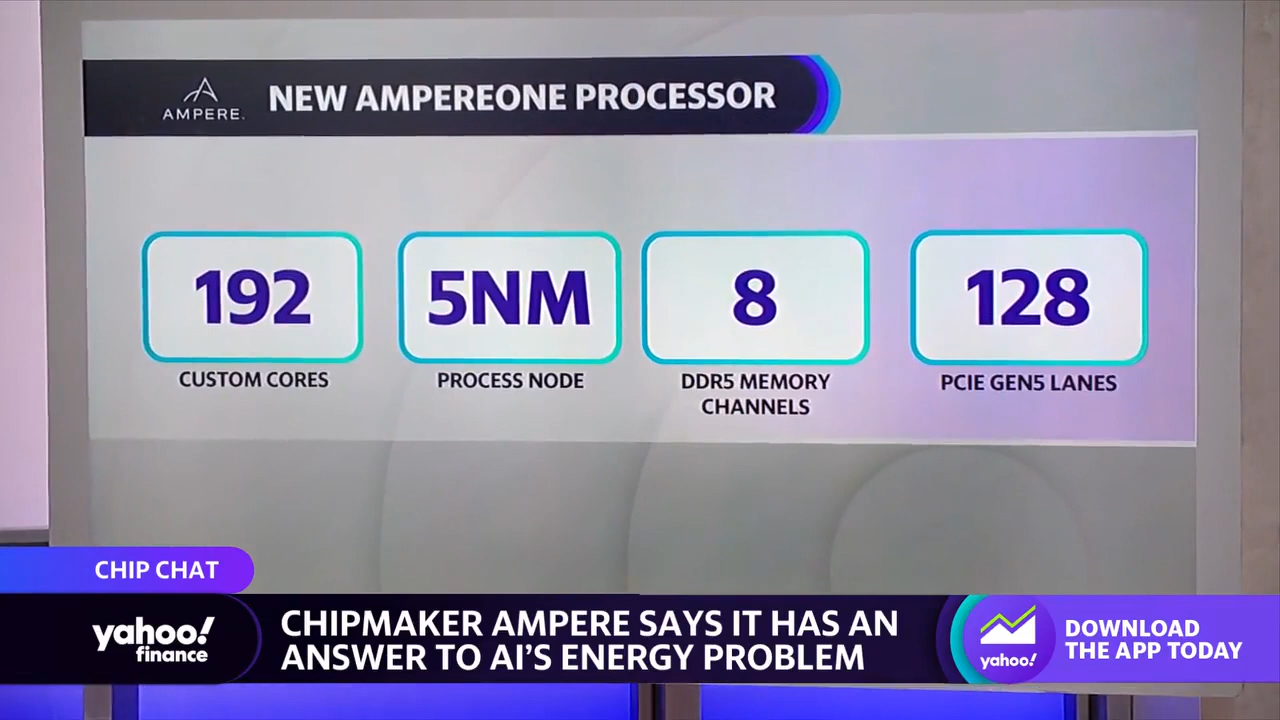 AMPERE.
NEW AMPEREONE PROCESSOR
192
CUSTOM CORES
5NM
PROCESS NODE
8
DDR5 MEMORY
CHANNELS
128
PCIE GEN5 LANES
CHIP CHAT
yahoo!
finance
CHIPMAKER AMPERE SAYS IT HAS AN
ANSWER TO AI'S ENERGY PROBLEM
yahoo!
DOWNLOAD
THE APP TODAY